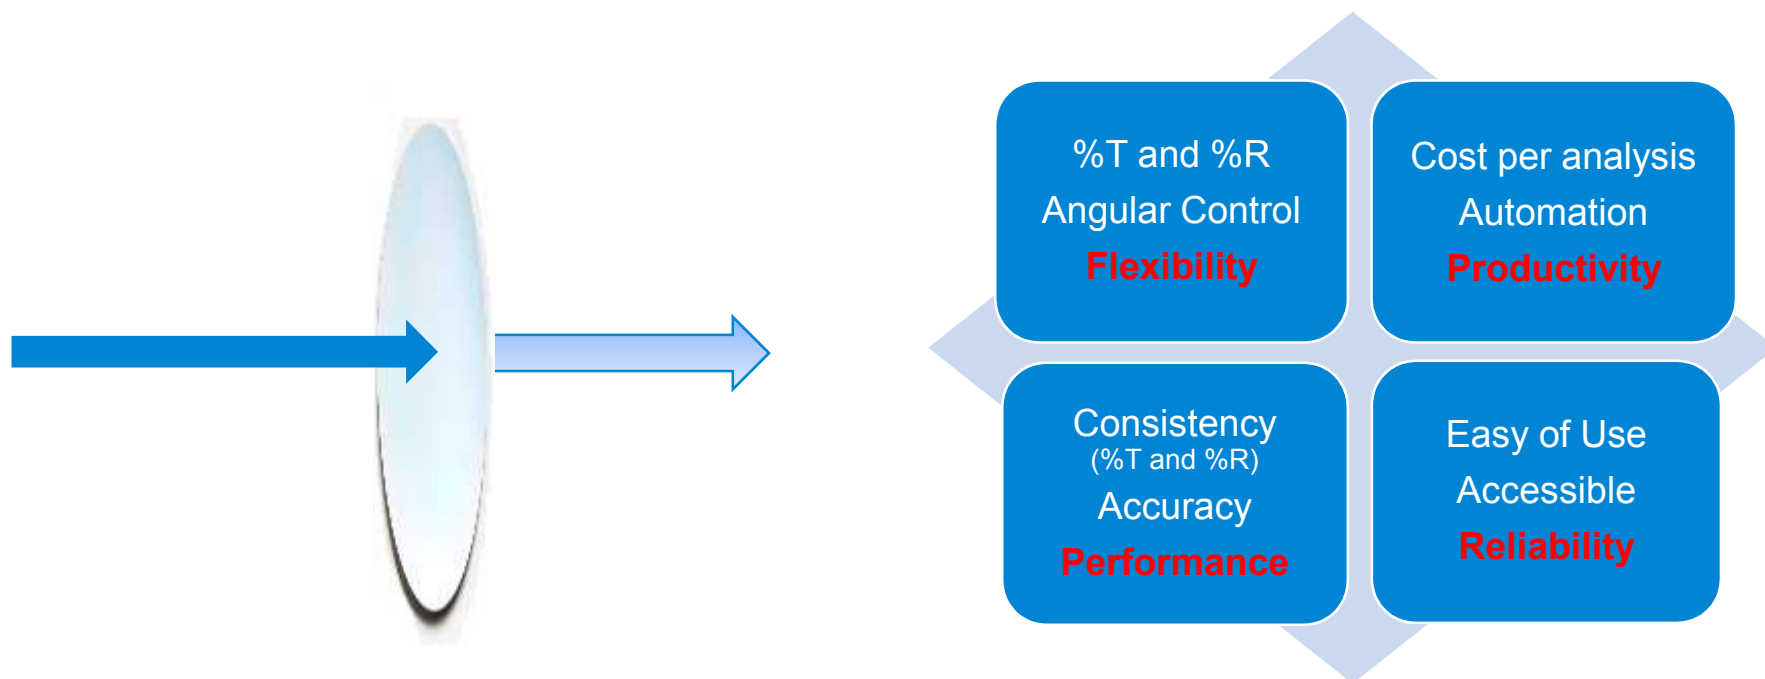 %T and %R
Angular Control
Flexibility
Cost per analysis
Automation
Productivity
Consistency
(%T and %R)
Accuracy
Performance
Easy of Use
Accessible
Reliability